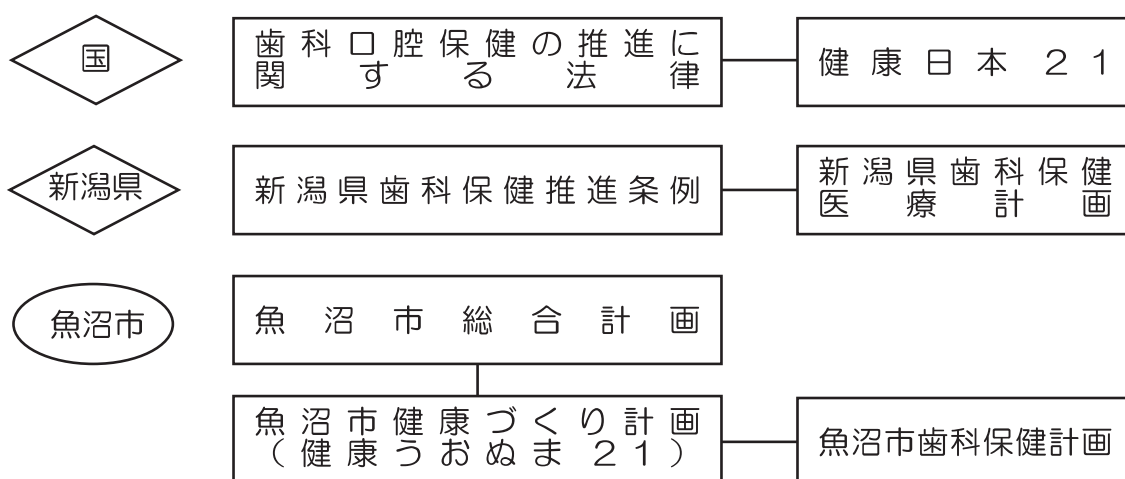 国
歯科口腔保健の推進に
関する法律
健康日本２１
新潟県
新潟県歯科保健推進条例
新潟県歯科保健
医療計画
魚沼市
魚沼市総合計画
魚沼市健康づくり計画
（健康うおぬま２１）
魚沼市歯科保健計画